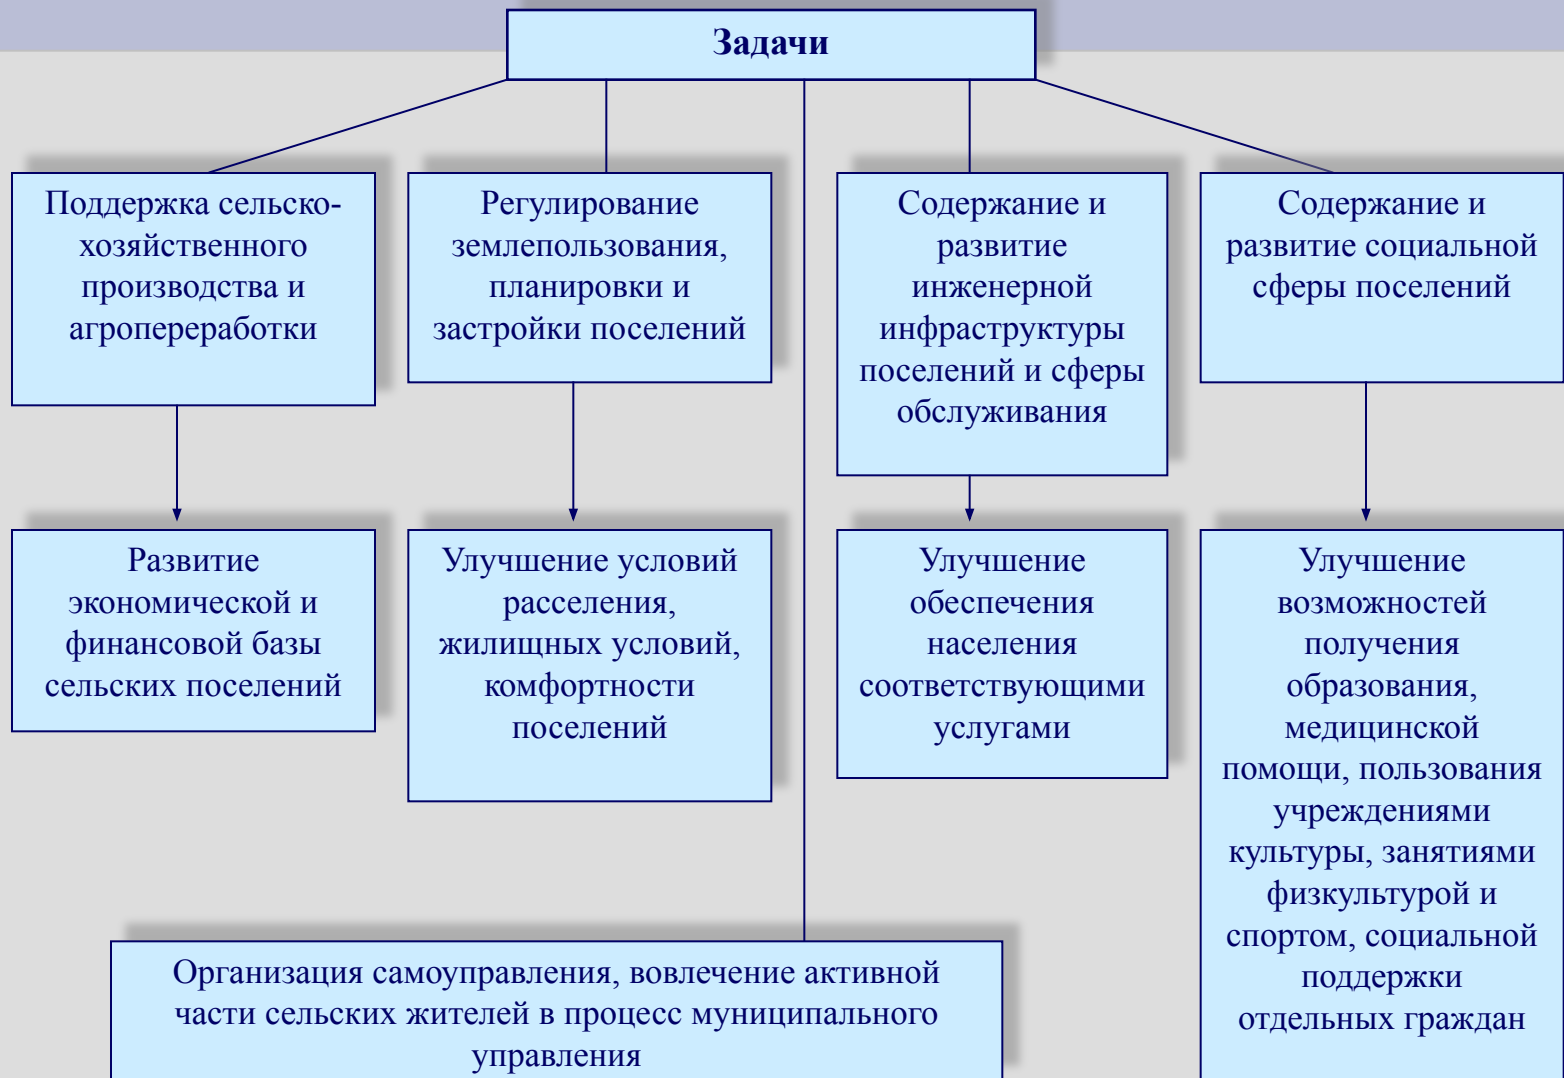 Задачи
Поддержка сельско-
хозяйственного
производства и
агропереработки
Регулирование
землепользования,
планировки и
застройки поселений
Содержание и
развитие
инженерной
инфраструктуры
поселений и сферы
обслуживания
Содержание и
развитие социальной
сферы поселений
Развитие
экономической и
финансовой базы
сельских поселений
Улучшение условий
расселения,
жилищных условий,
комфортности
поселений
Улучшение
обеспечения
населения
соответствующими
услугами
Улучшение
возможностей
получения
образования,
медицинской
помощи, пользования
учреждениями
культуры, занятиями
физкультурой и
спортом, социальной
поддержки
отдельных граждан
Организация самоуправления, вовлечение активной
части сельских жителей в процесс муниципального
управления